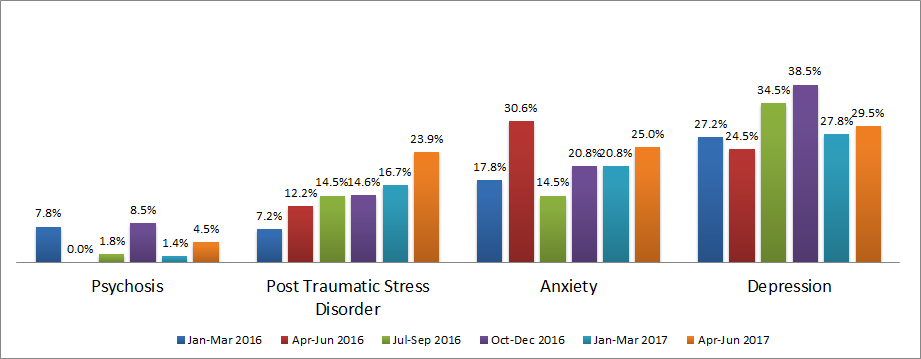 38.5%
34.5%
30.6%
27.2% 24.5% 27.8% 29.5%
23.9% 25.0%
17.8% 20.8% 20.8%
12.2% 14.5% 14.6% 16.7% 14.5%
7.8% 0.0% 1.8% 8.5% 1.4% 4.5% 7.2%
Psychosis Post Traumatic Stress Disorder Anxiety Depression
Jan-Mar 2016 Apr-Jun 2016 Jul-Sep 2016 Oct-Dec 2016 Jan-Mar 2017 Apr-Jun 2017